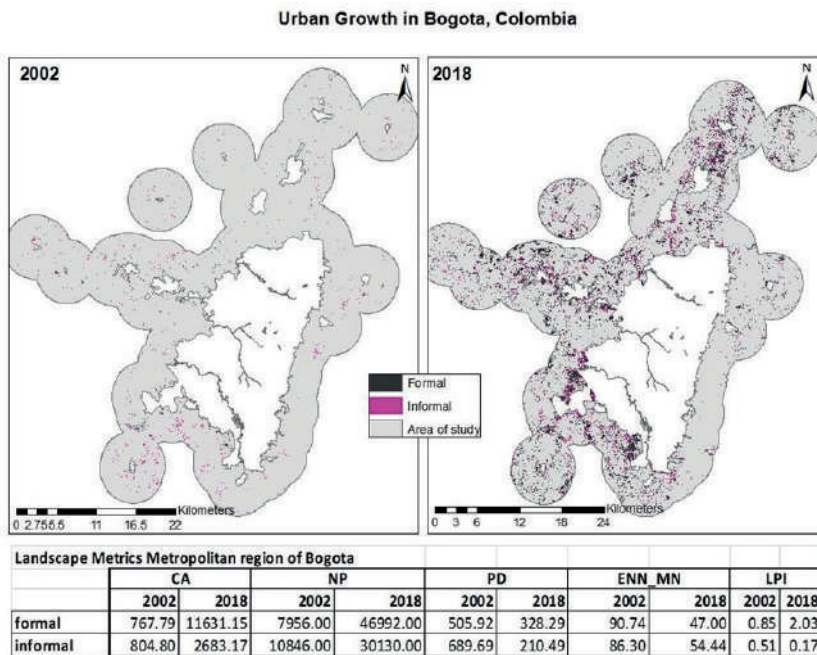 Urban Growth in Bogota, Colombia
2002
N
2018
N
Formal
Informal
Area of study
Kilometers
0 2.75 5.5 11 16.5 22
Kilometers
0 3 6 12 18 24
Landscape Metrics Metropolitan region of Bogota
CA NP PD ENN_MN LPI
2002 2018 2002 2018 2002 2018 2002 2018 2002 2018
formal 767.79 11631.15 7956.00 46992.00 505.92 328.29 90.74 47.00 0.85 2.03
informal 804.80 2683.17 10846.00 30130.00 689.69 210.49 86.30 54.44 0.51 0.17